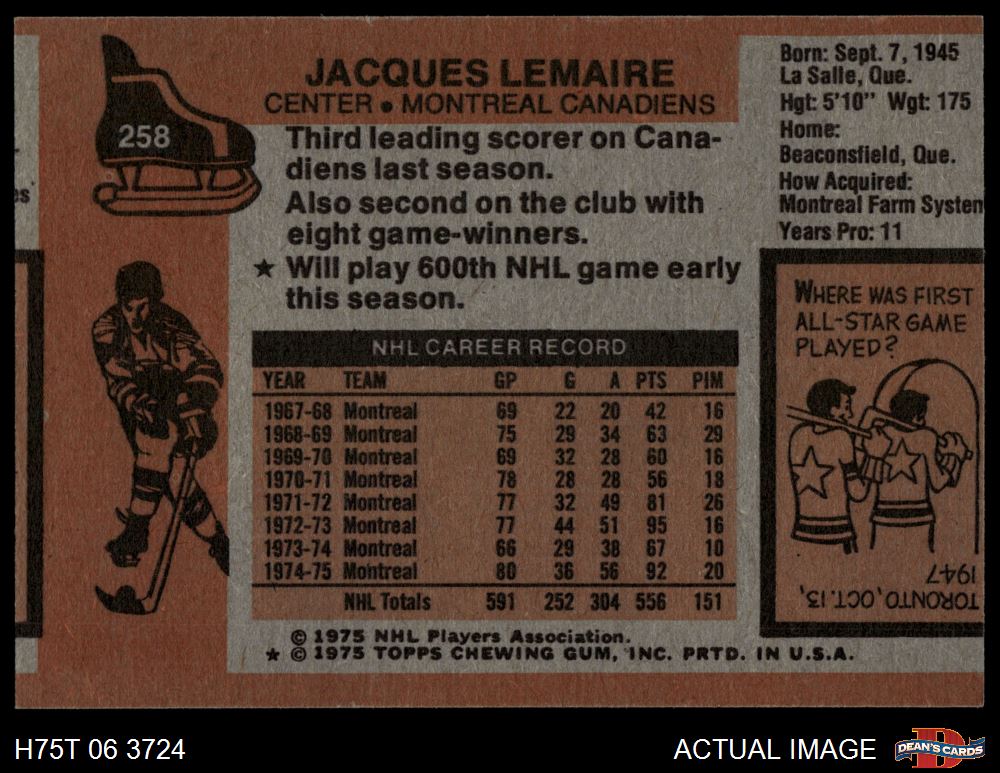 es
258
JACQUES LEMAIRE
CENTER • MONTREAL CANADIENS
Third leading scorer on Cana-
diens last season.
Also second on the club with
eight game-winners.
★ Will play 600th NHL game early
this season.
Born: Sept. 7, 1945
La Salle, Que.
Hgt: 5'10" Wgt: 175
Home:
Beaconsfield, Que.
How Acquired:
Montreal Farm System
Years Pro: 11
NHL CAREER RECORD
YEAR TEAM GP G A PTS PIM
1967-68 Montreal 69 22 20 42 16
1968-69 Montreal 75 29 34 63 29
1969-70 Montreal 69 32 28 60 16
1970-71 Montreal 78 28 28 56 18
1971-72 Montreal 77 32 49 81 26
1972-73 Montreal 77 44 51 95 16
1973-74 Montreal 66 29 38 67 10
1974-75 Montreal 80 36 56 92 20
NHL Totals 591 252 304 556 151
WHERE WAS FIRST
ALL-STAR GAME
PLAYED?
TORONTO, OCT. 13,
1947
© 1975 NHL Players Association.
★ © 1975 TOPPS CHEWING GUM, INC. PRTD. IN U.S.A.
H75T 06 3724
ACTUAL IMAGE
D
DEAN'S CARDS